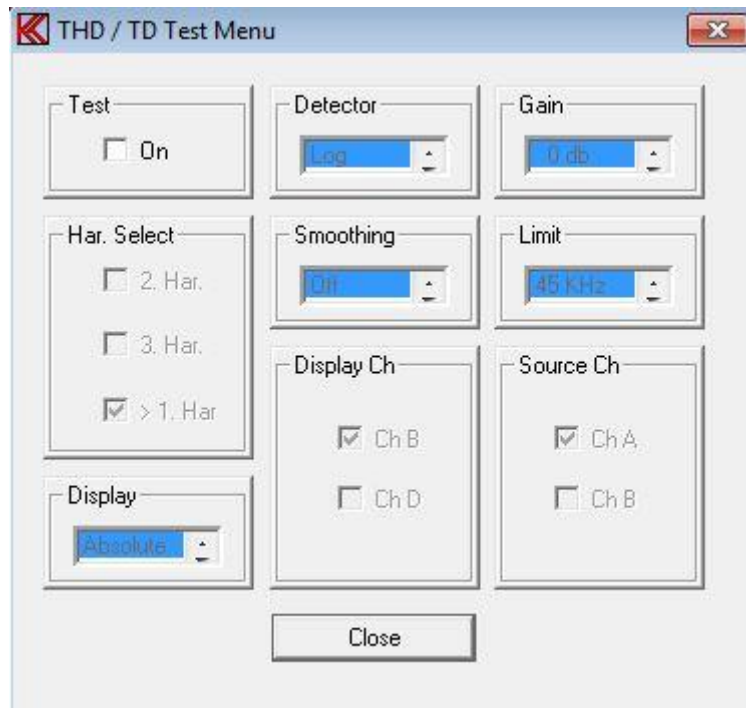 THD / TD Test Menu
Test
On
Detector
Log
Gain
0 db
Har. Select
2. Har.
3. Har.
> 1. Har
Smoothing
Off
Limit
45 KHz
Display Ch
Ch B
Ch D
Source Ch
Ch A
Ch B
Display
Absolute
Close